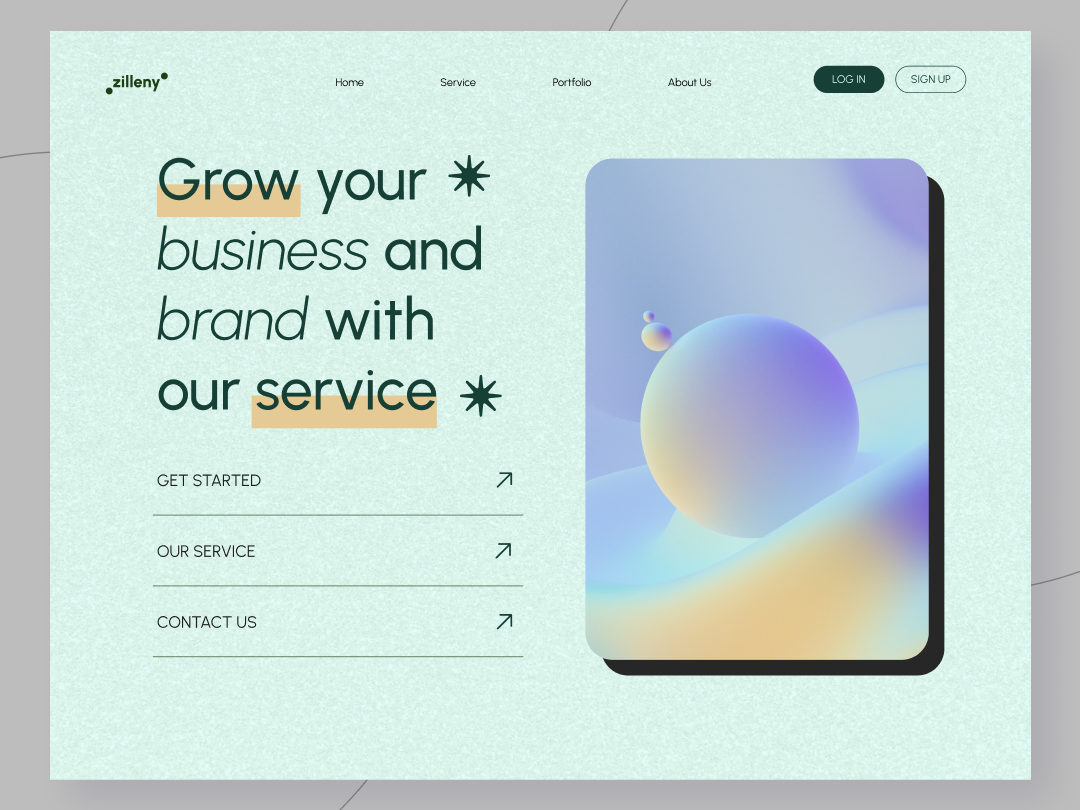 zilleny
Home
Service
Portfolio
About Us
LOG IN
SIGN UP
Grow your
business and
brand with
our service
GET STARTED
OUR SERVICE
CONTACT US